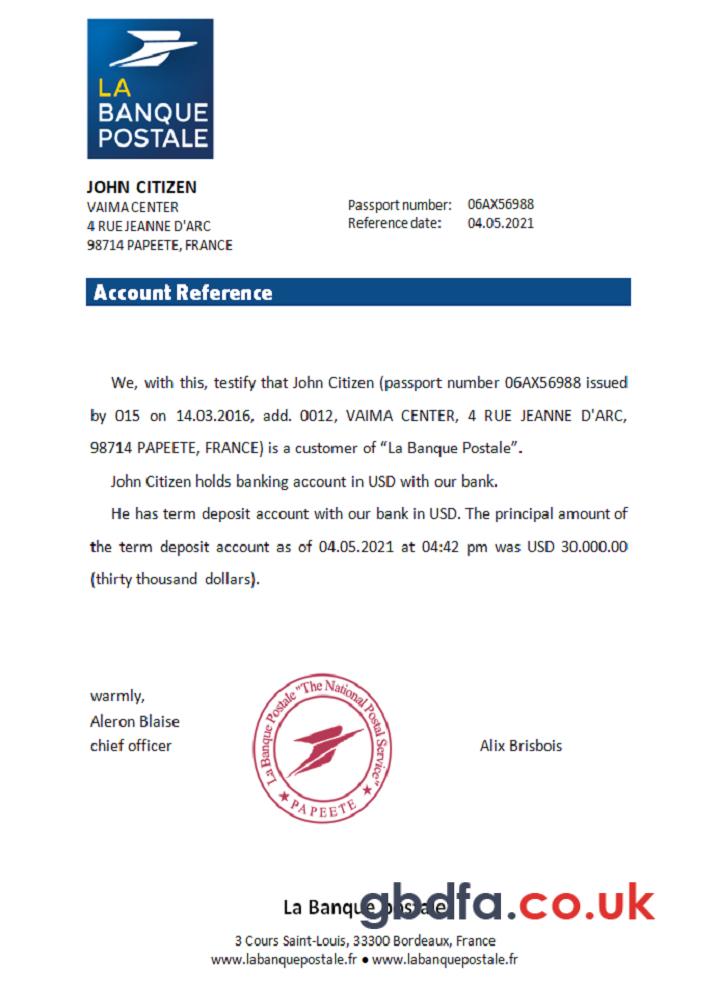 LA
BANQUE
POSTALE
JOHN CITIZEN
VAIMA CENTER
4 RUE JEANNE D'ARC
98714 PAPEETE, FRANCE
Passport number: 06AX56988
Reference date: 04.05.2021
Account Reference
We, with this, testify that John Citizen (passport number 06AX56988 issued
by 015 on 14.03.2016, add. 0012, VAIMA CENTER, 4 RUE JEANNE D'ARC,
98714 PAPEETE, FRANCE) is a customer of "La Banque Postale".
John Citizen holds banking account in USD with our bank.
He has term deposit account with our bank in USD. The principal amount of
the term deposit account as of 04.05.2021 at 04:42 pm was USD 30.000.00
(thirty thousand dollars).
warmly,
Aleron Blaise
chief officer
La Banque Postale "The National Postal Service"
★ PAPEETE ★
Alix Brisbois
La Banque postale
gbdfa.co.uk
3 Cours Saint-Louis, 33300 Bordeaux, France
www.labanquepostale.fr ● www.labanquepostale.fr